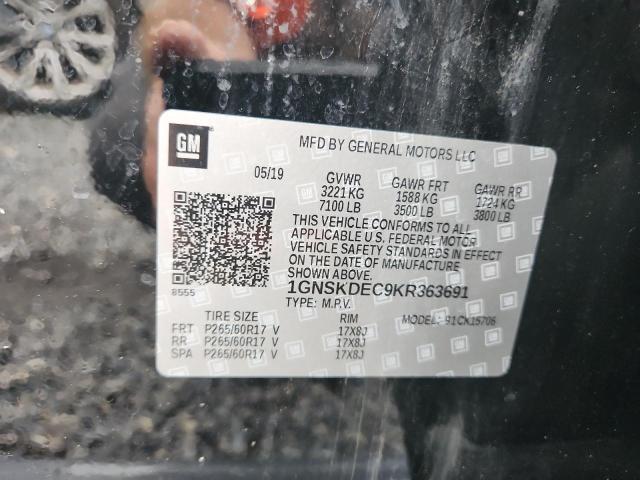 GM
MFD BY GENERAL MOTORS LLC
05/19
GVWR GAWR FRT GAWR RR
3221 KG 1588 KG 1724 KG
7100 LB 3500 LB 3800 LB
THIS VEHICLE CONFORMS TO ALL
APPLICABLE U.S. FEDERAL MOTOR
VEHICLE SAFETY STANDARDS IN EFFECT
ON THE DATE OF MANUFACTURE
SHOWN ABOVE.
8555
1GNSKDEC9KR363691
TYPE: M.P.V.
MODEL: 91CK15706
TIRE SIZE RIM
FRT P265/60R17 V 17X8J
RR P265/60R17 V 17X8J
SPA P265/60R17 V 17X8J